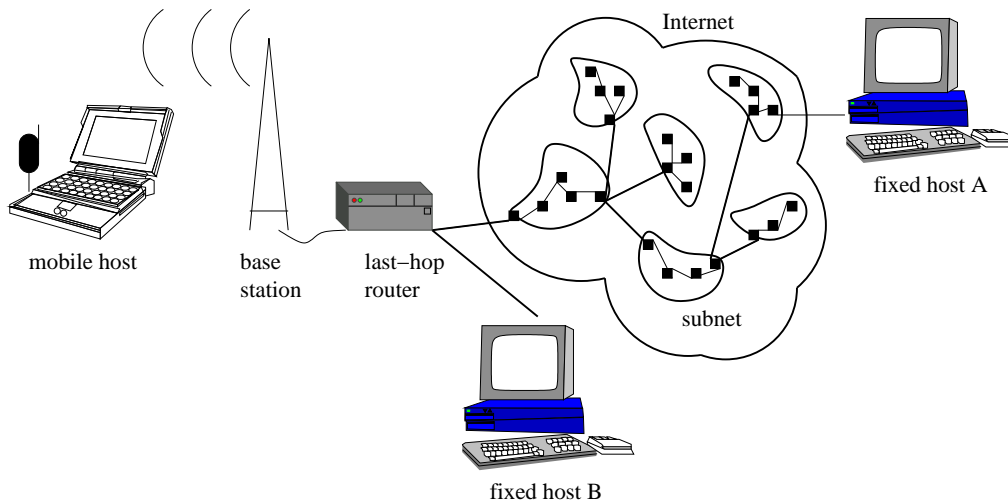 Internet
fixed host A
mobile host
base
station
last−hop
router
subnet
fixed host B